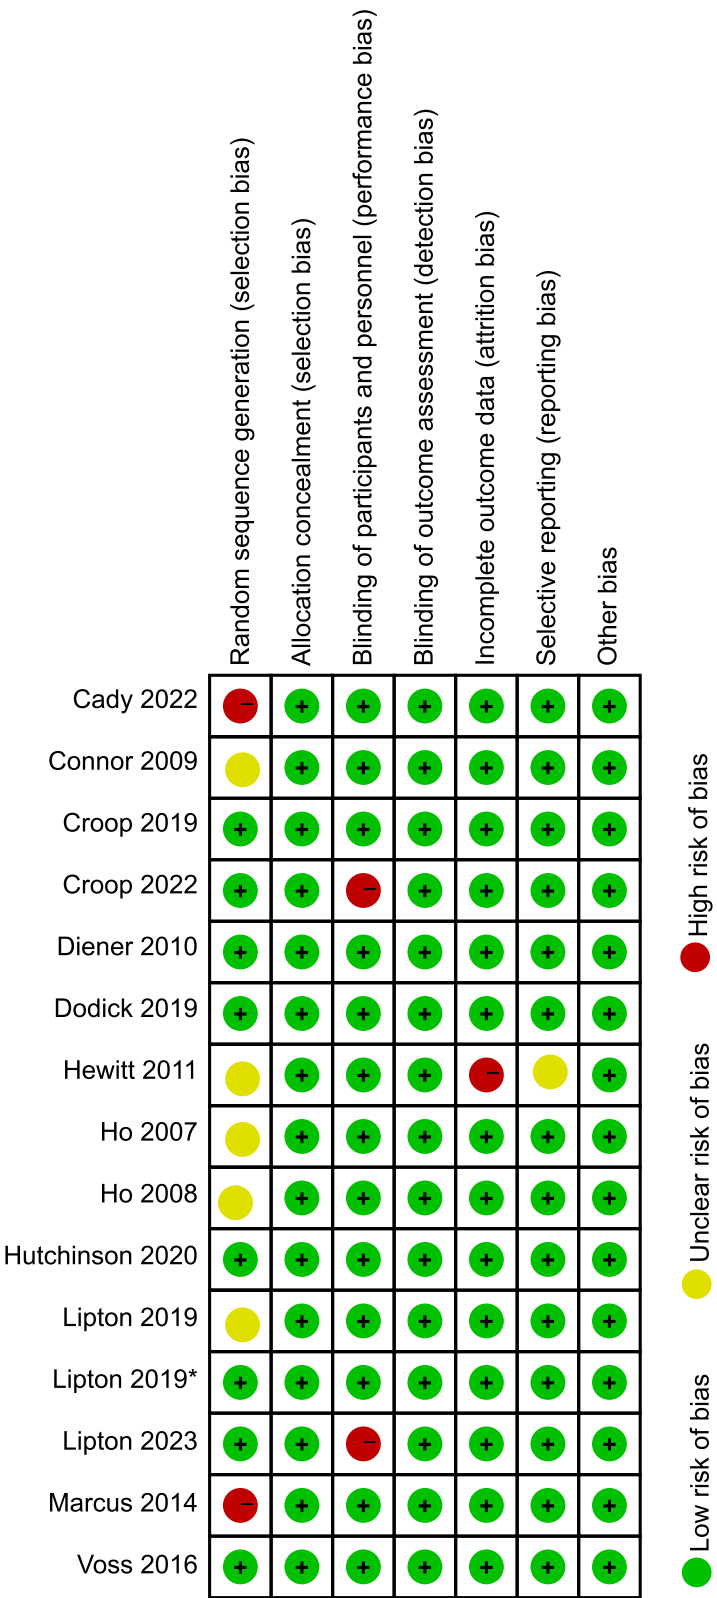 Random sequence generation (selection bias)
Allocation concealment (selection bias)
Blinding of participants and personnel (performance bias)
Blinding of outcome assessment (detection bias)
Incomplete outcome data (attrition bias)
Selective reporting (reporting bias)
Other bias
Cady 2022
Connor 2009
Croop 2019
Croop 2022
Diener 2010
Dodick 2019
Hewitt 2011
Ho 2007
Ho 2008
Hutchinson 2020
Lipton 2019
Lipton 2019*
Lipton 2023
Marcus 2014
Voss 2016
High risk of bias
Unclear risk of bias
Low risk of bias